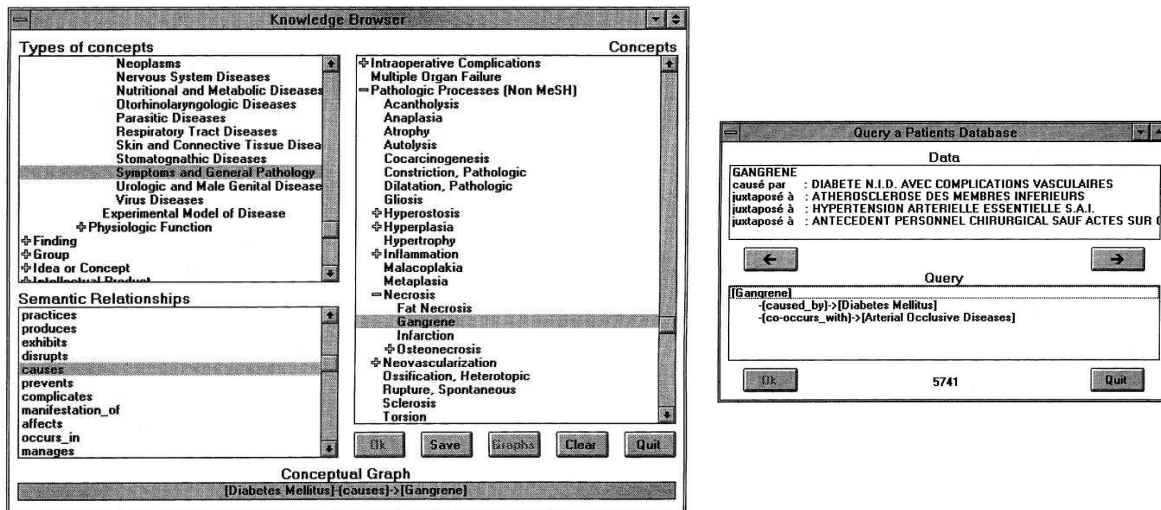 Knowledge Browser
Types of concepts
Neoplasms
Nervous System Diseases
Nutritional and Metabolic Diseases
Otorhinolaryngologic Diseases
Parasitic Diseases
Respiratory Tract Diseases
Skin and Connective Tissue Disea
Stomatognathic Diseases
Symptoms and General Pathology
Urologic and Male Genital Disease
Virus Diseases
Experimental Model of Disease
Physiologic Function
Finding
Group
Idea or Concept
Intellectual Product
Semantic Relationships
practices
produces
exhibits
disrupts
causes
prevents
complicates
manifestation_of
affects
occurs_in
manages
Concepts
Intraoperative Complications
Multiple Organ Failure
Pathologic Processes (Non MeSH)
Acantholysis
Anaplasia
Atrophy
Autolysis
Cocarcinogenesis
Constriction, Pathologic
Dilatation, Pathologic
Gliosis
Hyperostosis
Hyperplasia
Hypertrophy
Inflammation
Malacoplakia
Metaplasia
Necrosis
Fat Necrosis
Gangrene
Infarction
Osteonecrosis
Neovascularization
Ossification, Heterotopic
Rupture, Spontaneous
Sclerosis
Torsion
Ok Save Graphs Clear Quit
Conceptual Graph
[Diabetes Mellitus]-(causes)->[Gangrene]
Query a Patients Database
Data
GANGRENE
causé par : DIABETE N.I.D. AVEC COMPLICATIONS VASCULAIRES
juxtaposé à : ATHEROSCLEROSE DES MEMBRES INFERIEURS
juxtaposé à : HYPERTENSION ARTERIELLE ESSENTIELLE S.A.I.
juxtaposé à : ANTECEDENT PERSONNEL CHIRURGICAL SAUF ACTES SUR
Query
[Gangrene]
-(caused_by)->[Diabetes Mellitus]
-(co-occurs_with)->[Arterial Occlusive Diseases]
Ok 5741 Quit